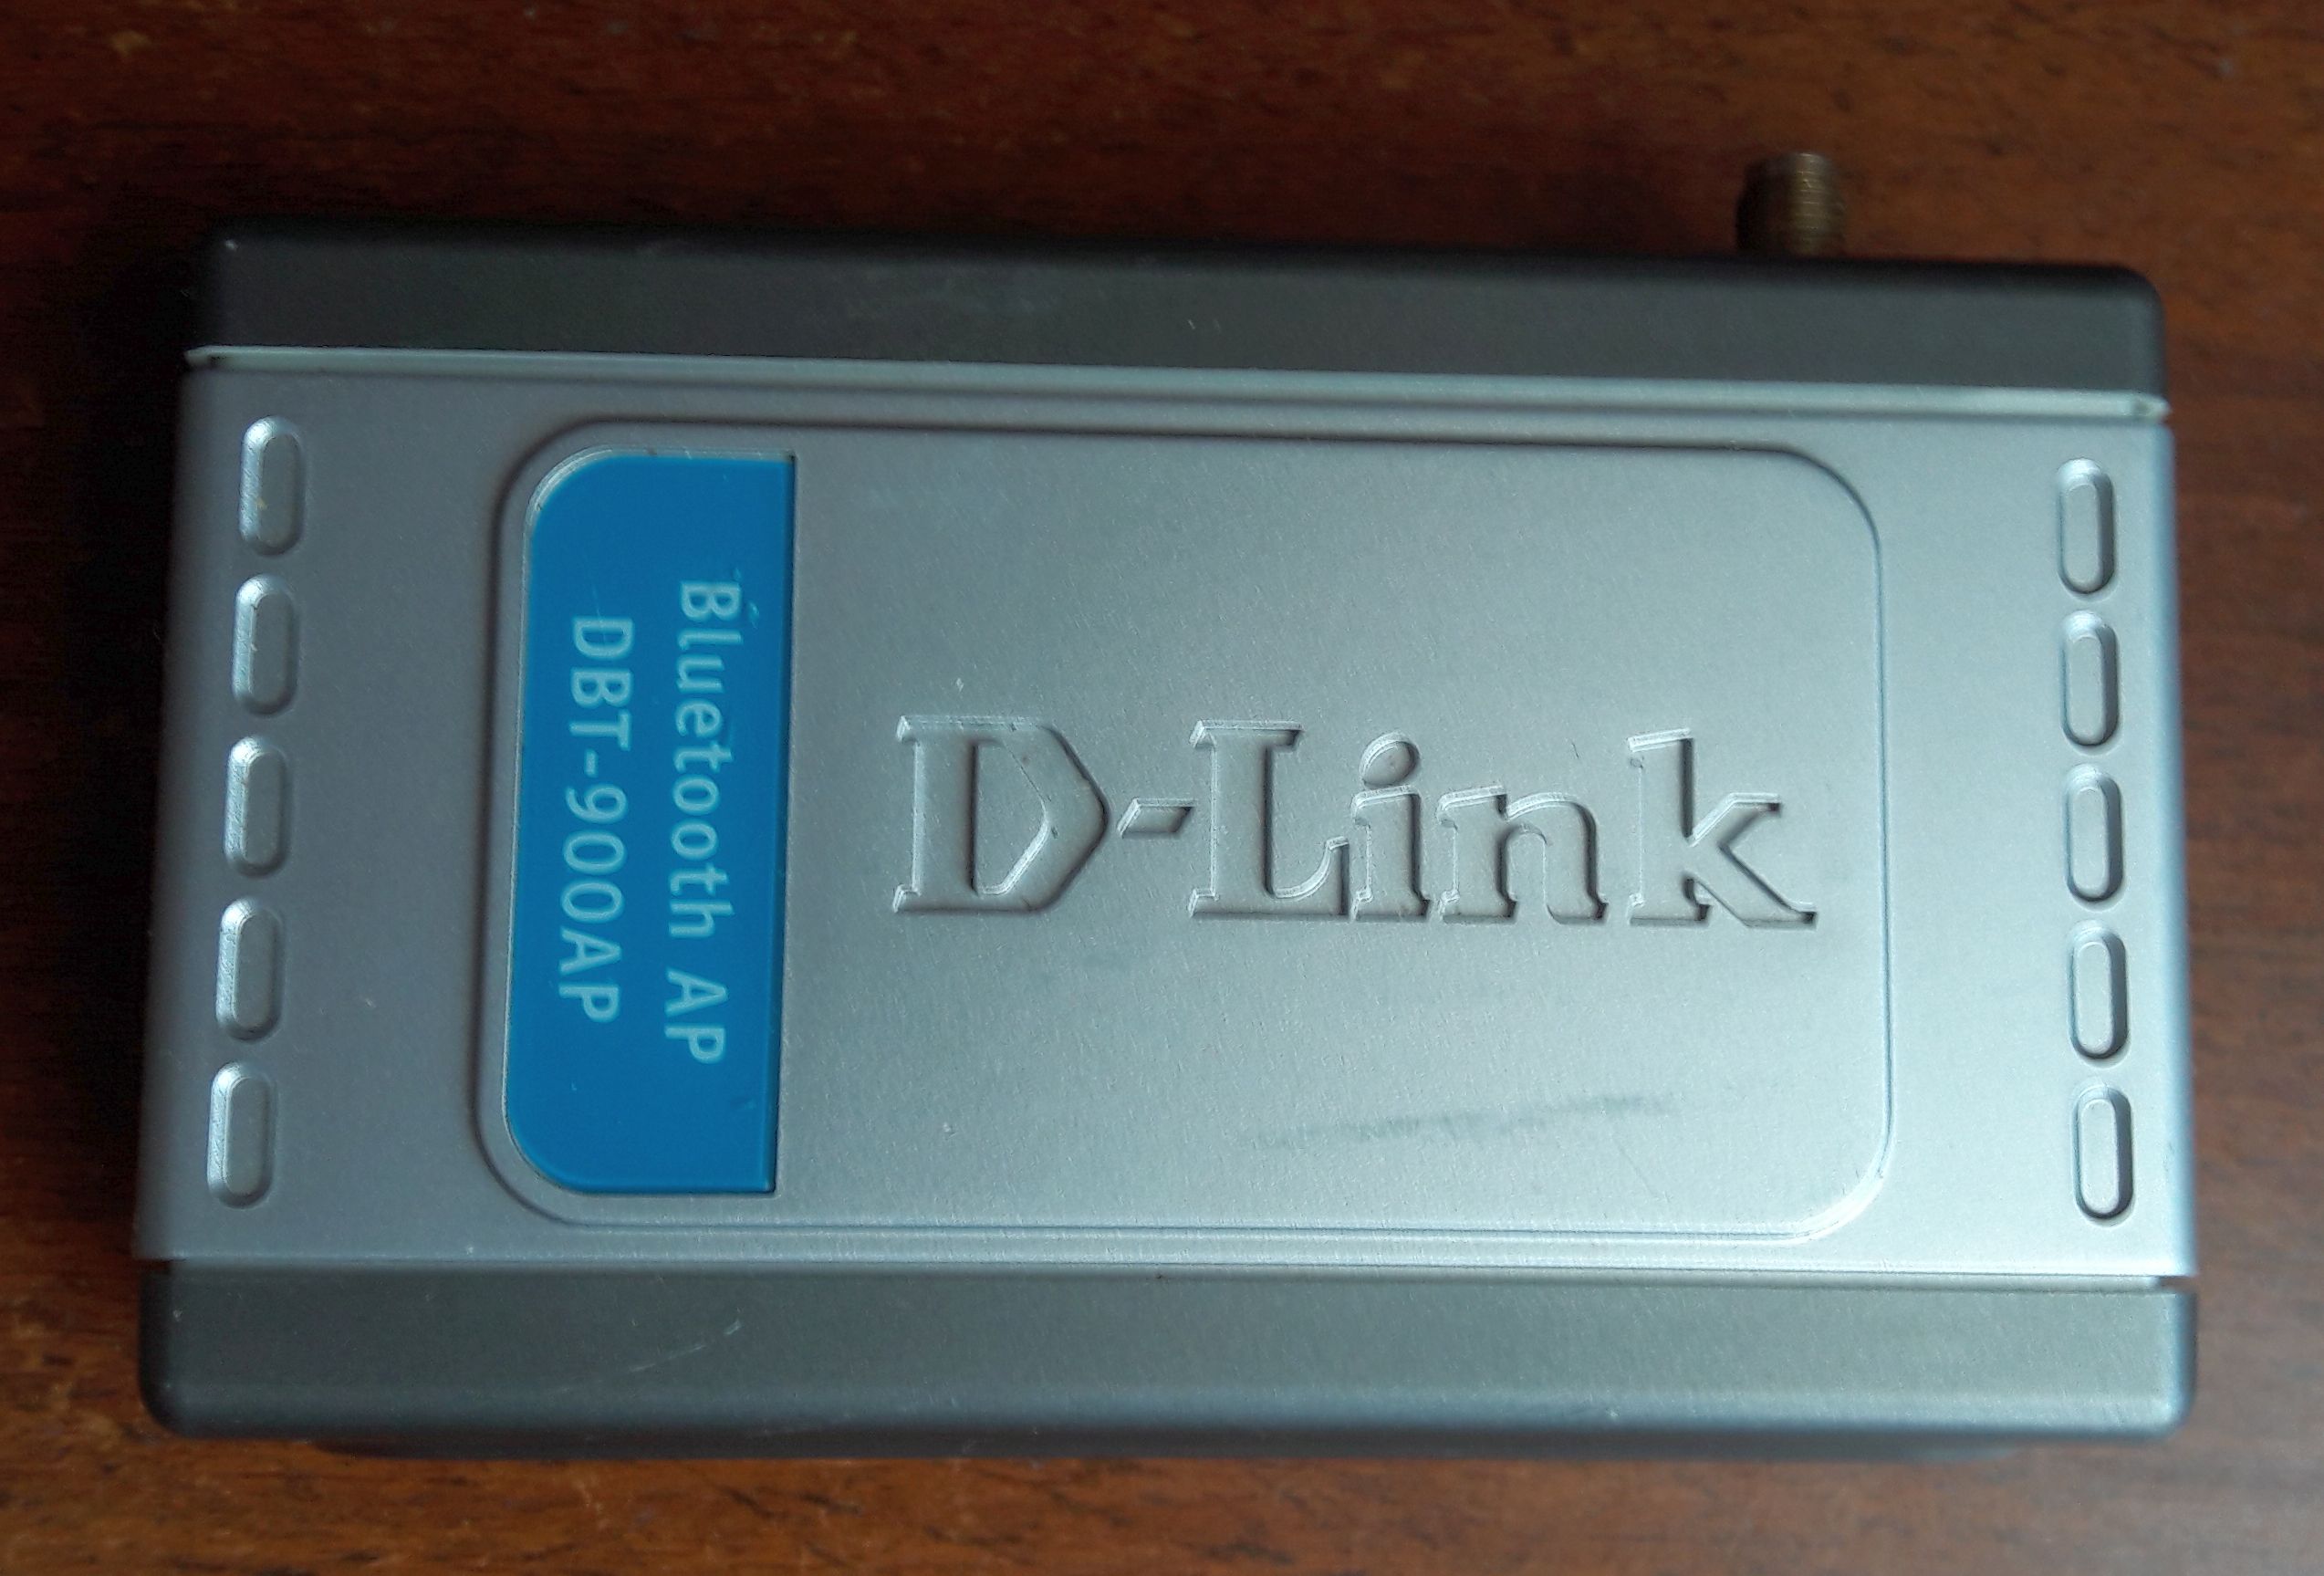 D-Link
Bluetooth AP
DBT-900AP